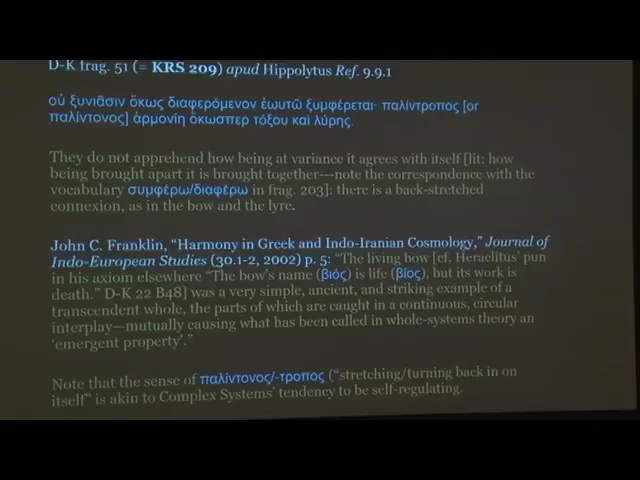 D-K frag. 51 (= KRS 209) apud Hippolytus Ref. 9.9.1
οὐ ξυνιᾶσιν ὅκως διαφερόμενον ἑωυτῶ ξυμφέρεται· παλίντροπος [or
παλίντονος] ἁρμονίη ὅκωσπερ τόξου καὶ λύρης.
They do not apprehend how being at variance it agrees with itself [lit: how
being brought apart it is brought together---note the correspondence with the
vocabulary συμφέρω/διαφέρω in frag. 203]: there is a back-stretched
connexion, as in the bow and the lyre.
John C. Franklin, “Harmony in Greek and Indo-Iranian Cosmology,” Journal of
Indo-European Studies (30.1-2, 2002) p. 5: “The living bow [cf. Heraclitus’ pun
in his axiom elsewhere “The bow’s name (βιός) is life (βίος), but its work is
death.” D-K 22 B48] was a very simple, ancient, and striking example of a
transcendent whole, the parts of which are caught in a continuous, circular
interplay—mutually causing what has been called in whole-systems theory an
‘emergent property’.”
Note that the sense of παλίντονος/-τροπος (“stretching/turning back in on
itself” is akin to Complex Systems’ tendency to be self-regulating.